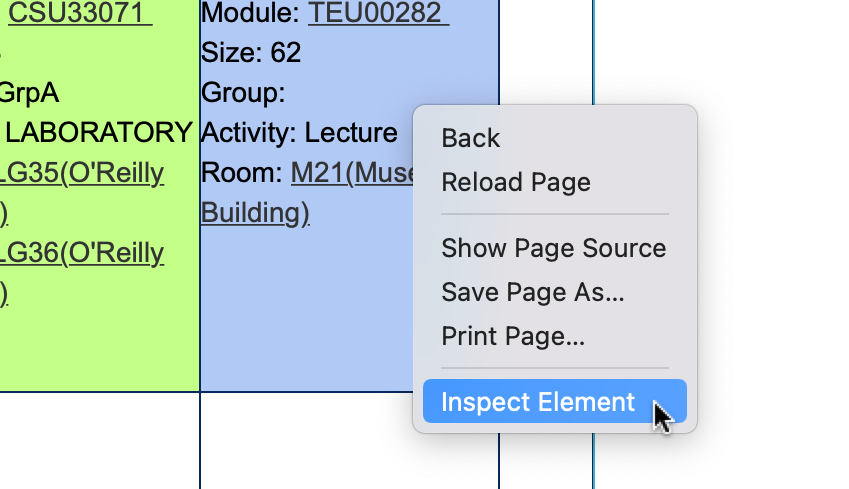 CSU33071
GrpA
LABORATORY
LG35(O'Reilly
)
LG36(O'Reilly
)
Module: TEU00282
Size: 62
Group:
Activity: Lecture
Room: M21(Muse
Building)
Back
Reload Page
Show Page Source
Save Page As...
Print Page...
Inspect Element